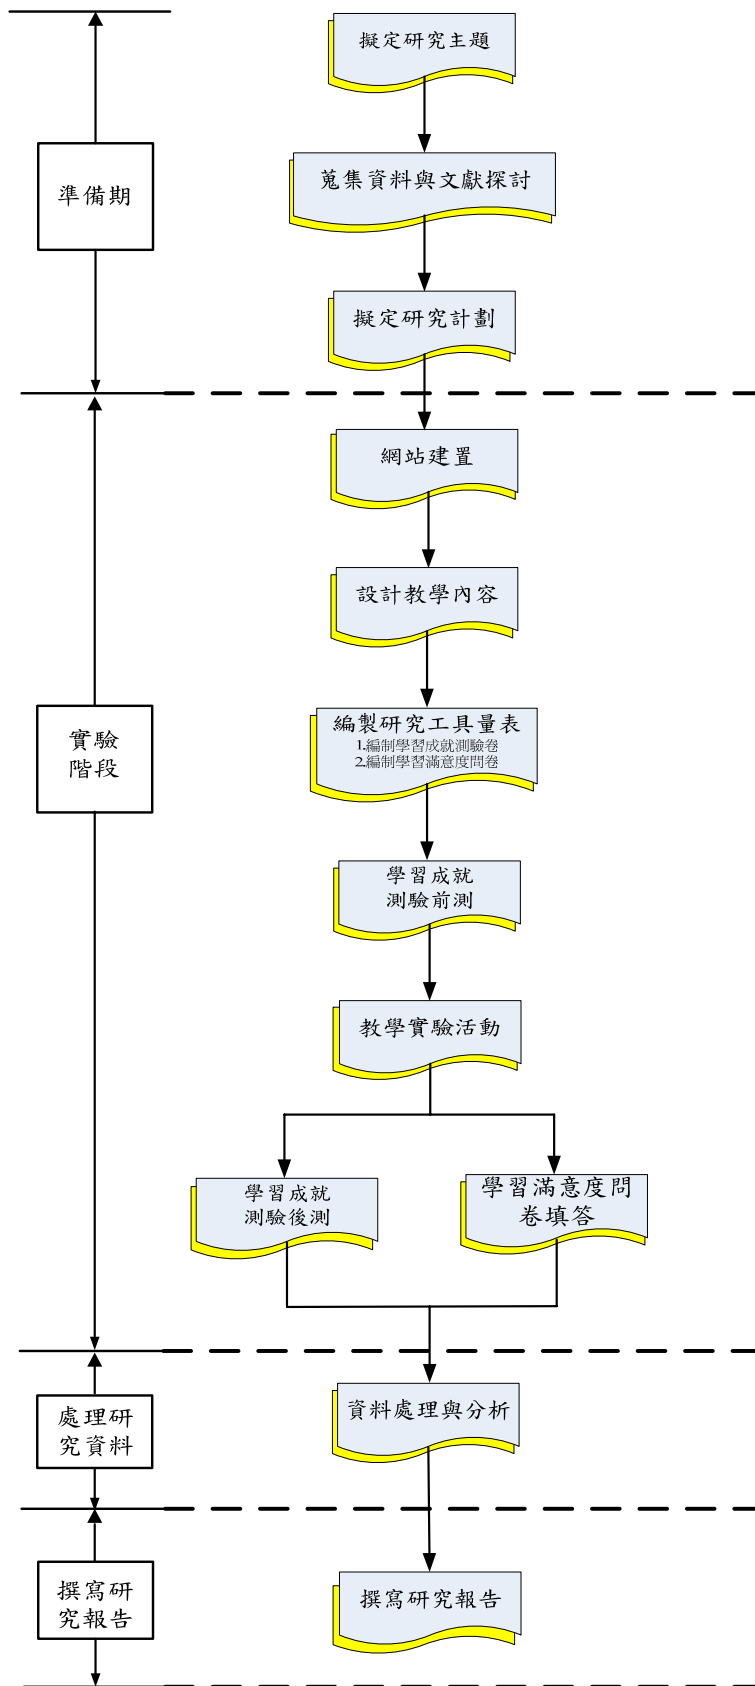 擬定研究主題
準備期
蒐集資料與文獻探討
擬定研究計劃
網站建置
設計教學內容
實驗
階段
編製研究工具量表
1.編制學習成就測驗卷
2.編制學習滿意度問卷
學習成就
測驗前測
教學實驗活動
學習成就
測驗後測
學習滿意度問
卷填答
處理研
究資料
資料處理與分析
撰寫研
究報告
撰寫研究報告